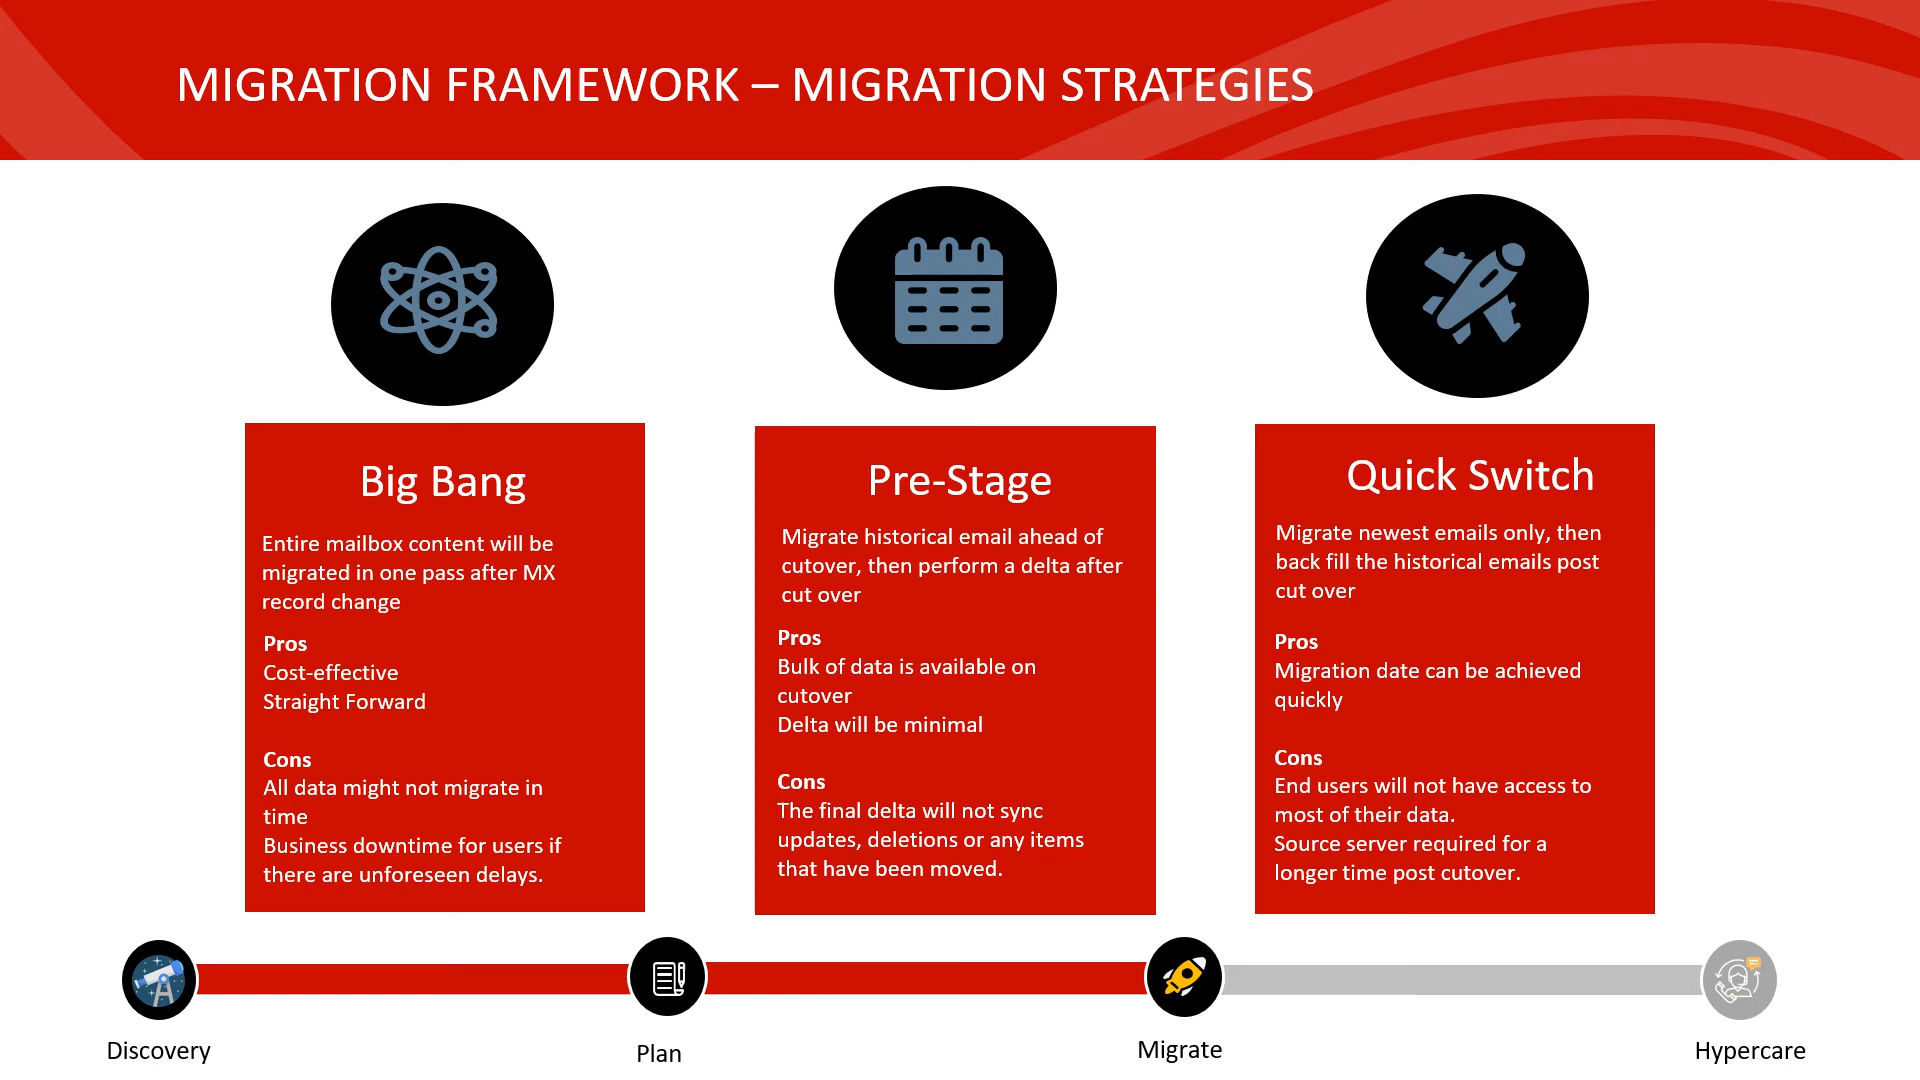 MIGRATION FRAMEWORK – MIGRATION STRATEGIES
Big Bang
Entire mailbox content will be
migrated in one pass after MX
record change
Pros
Cost-effective
Straight Forward
Cons
All data might not migrate in
time
Business downtime for users if
there are unforeseen delays.
Pre-Stage
Migrate historical email ahead of
cutover, then perform a delta after
cut over
Pros
Bulk of data is available on
cutover
Delta will be minimal
Cons
The final delta will not sync
updates, deletions or any items
that have been moved.
Quick Switch
Migrate newest emails only, then
back fill the historical emails post
cut over
Pros
Migration date can be achieved
quickly
Cons
End users will not have access to
most of their data.
Source server required for a
longer time post cutover.
Discovery
Plan
Migrate
Hypercare